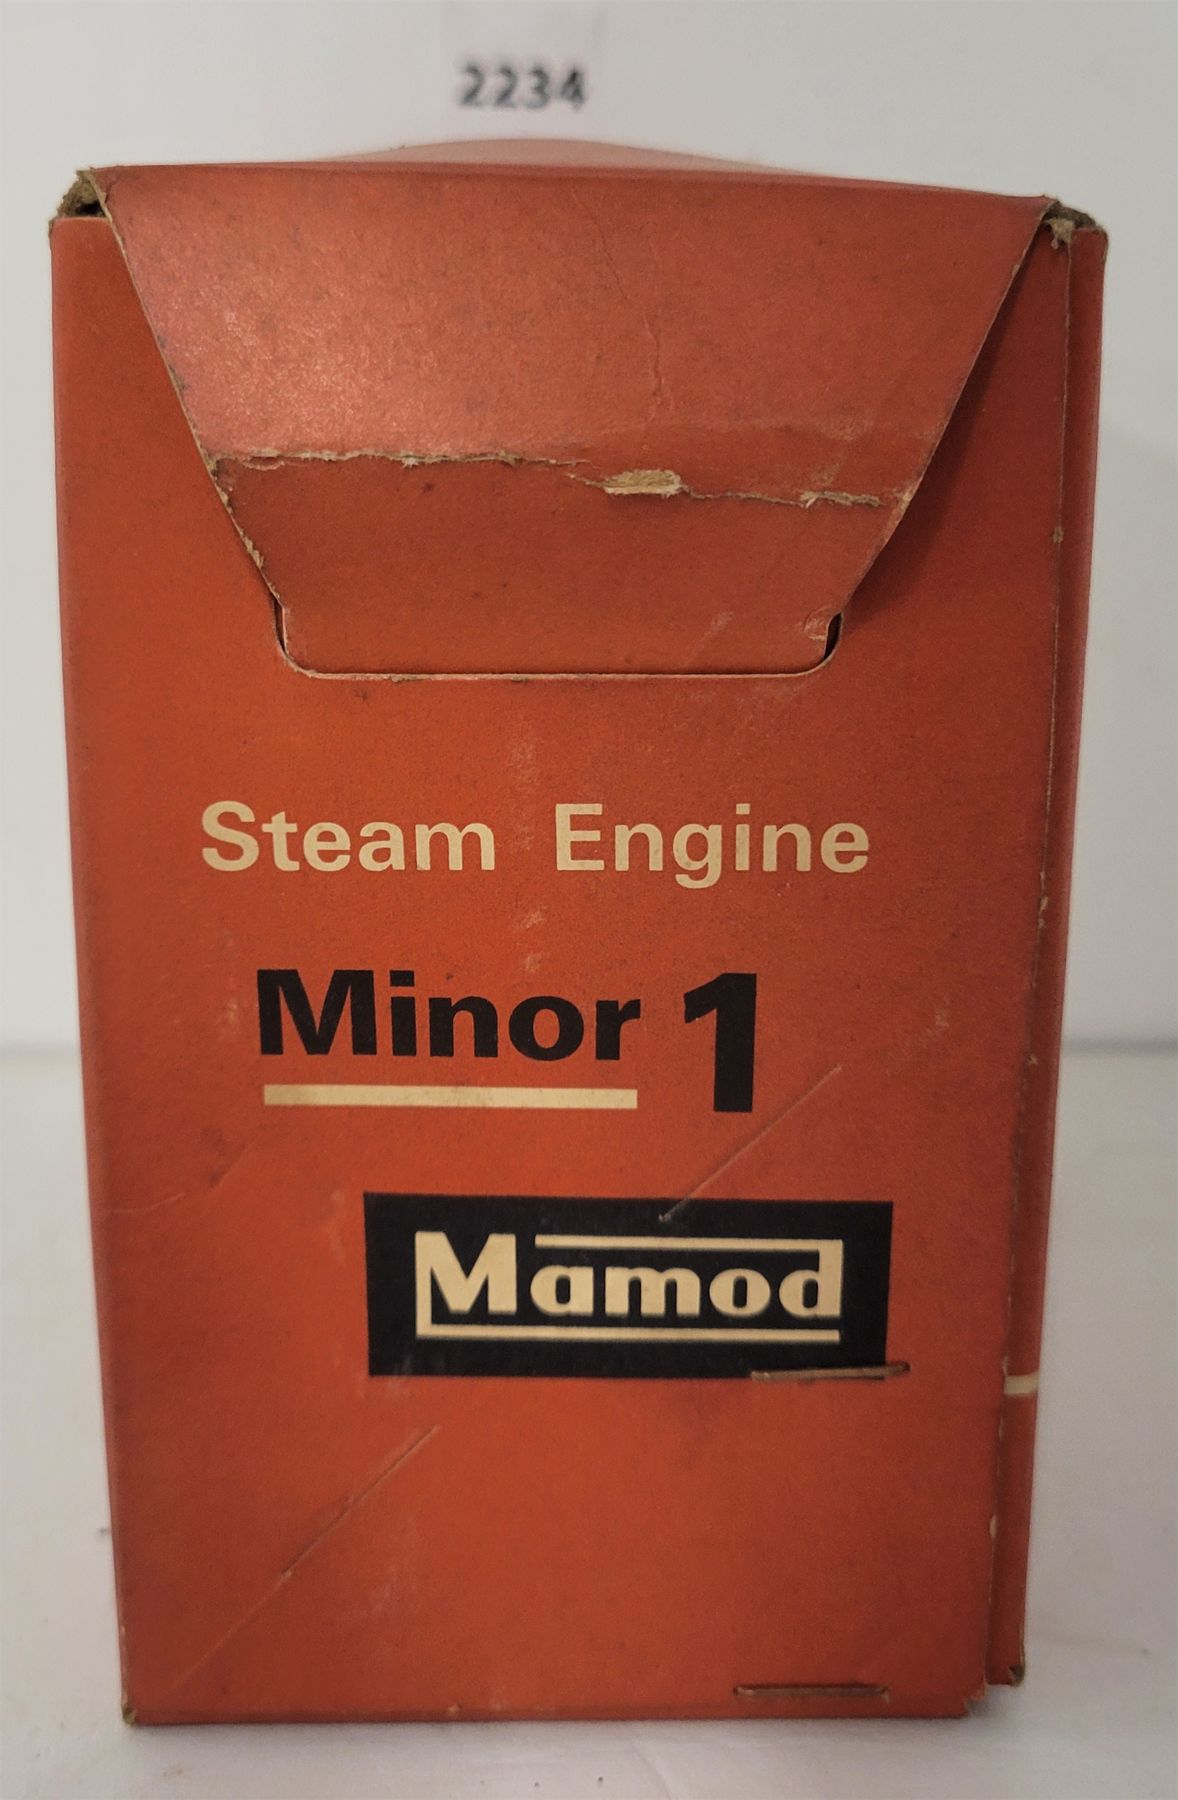 2234
Steam Engine
Minor 1
Mamod